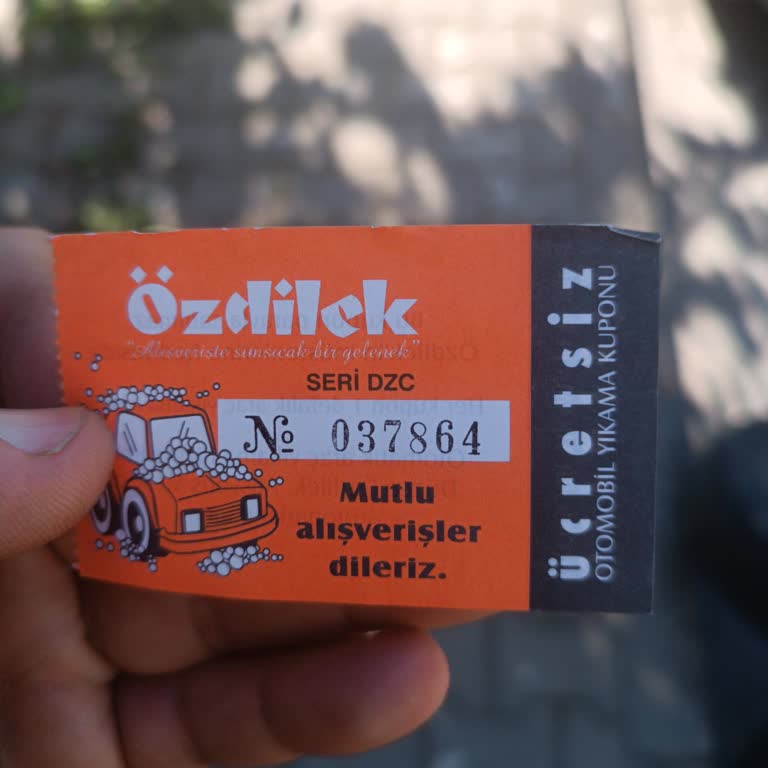 Özdilek
"Alışverişte sımsıcak bir gelenek"
SERİ DZC
№ 037864
Mutlu
alışverişler
dileriz.
Ücretsiz
OTOMOBİL YIKAMA KUPONU